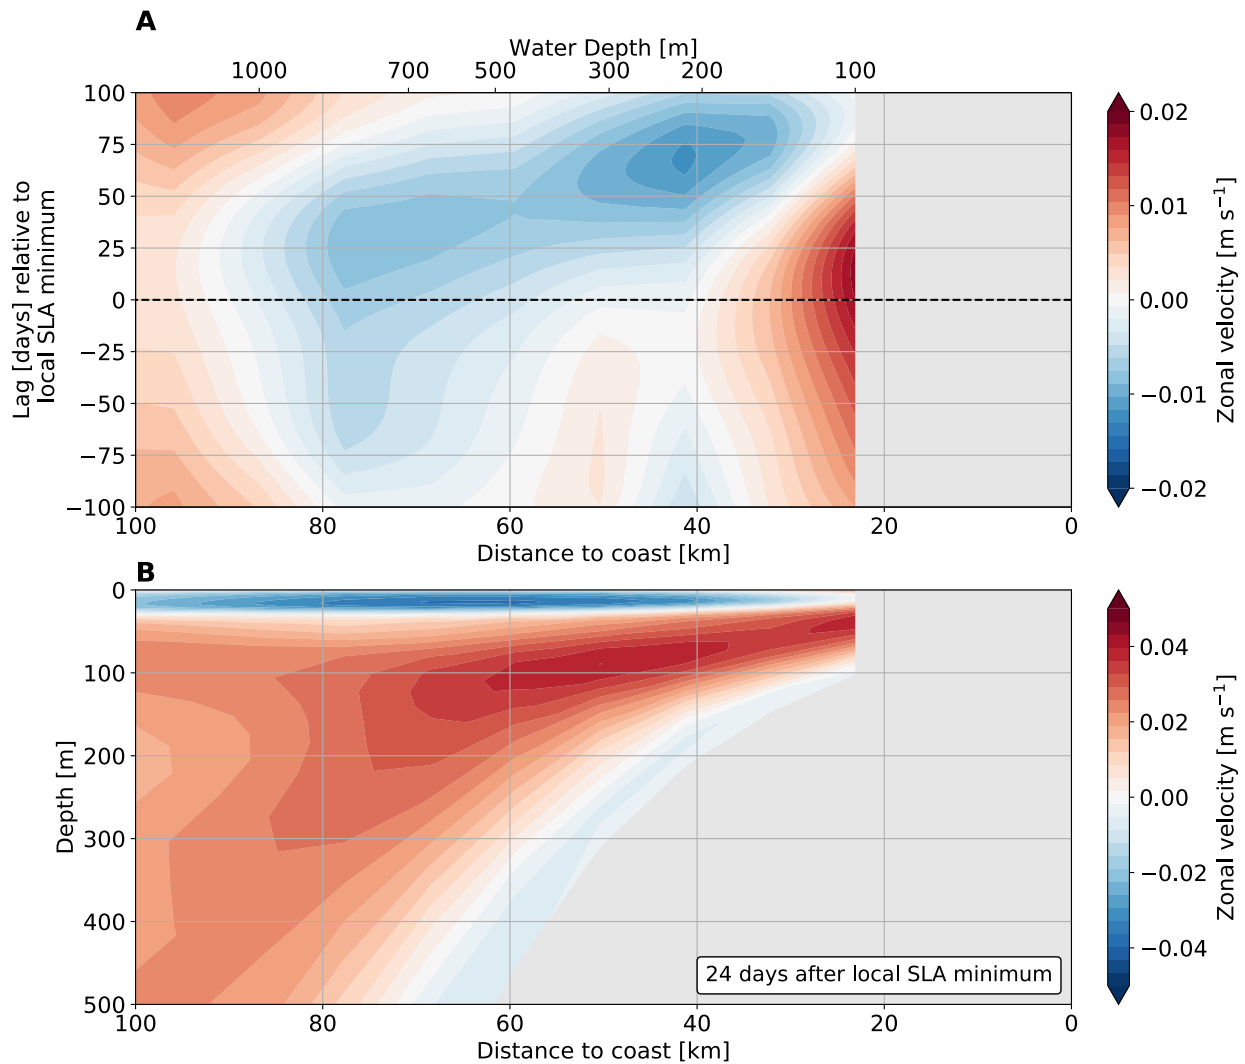 A
Water Depth [m]
1000 700 500 300 200 100
100
75
50
25
0
−25
−50
−75
−100
Lag [days] relative to
local SLA minimum
100 80 60 40 20 0
Distance to coast [km]
0.02
0.01
0.00
−0.01
−0.02
Zonal velocity [m s⁻¹]
B
0
100
200
300
400
500
Depth [m]
24 days after local SLA minimum
100 80 60 40 20 0
Distance to coast [km]
0.04
0.02
0.00
−0.02
−0.04
Zonal velocity [m s⁻¹]